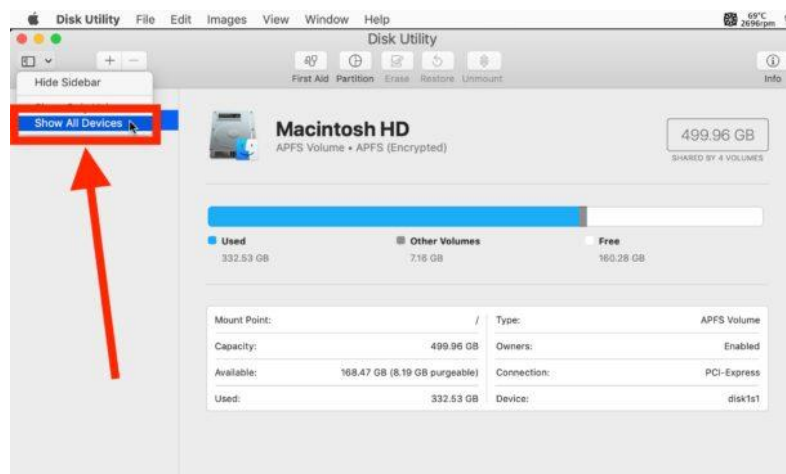 Disk Utility File Edit Images View Window Help 69°C 2696rpm
Disk Utility
First Aid Partition Erase Restore Unmount Info
Hide Sidebar
Show All Devices
Macintosh HD
APFS Volume • APFS (Encrypted)
499.96 GB
SHARED BY 4 VOLUMES
Used Other Volumes Free
332.53 GB 7.16 GB 160.28 GB
Mount Point: / Type: APFS Volume
Capacity: 499.96 GB Owners: Enabled
Available: 168.47 GB (8.19 GB purgeable) Connection: PCI-Express
Used: 332.53 GB Device: disk1s1